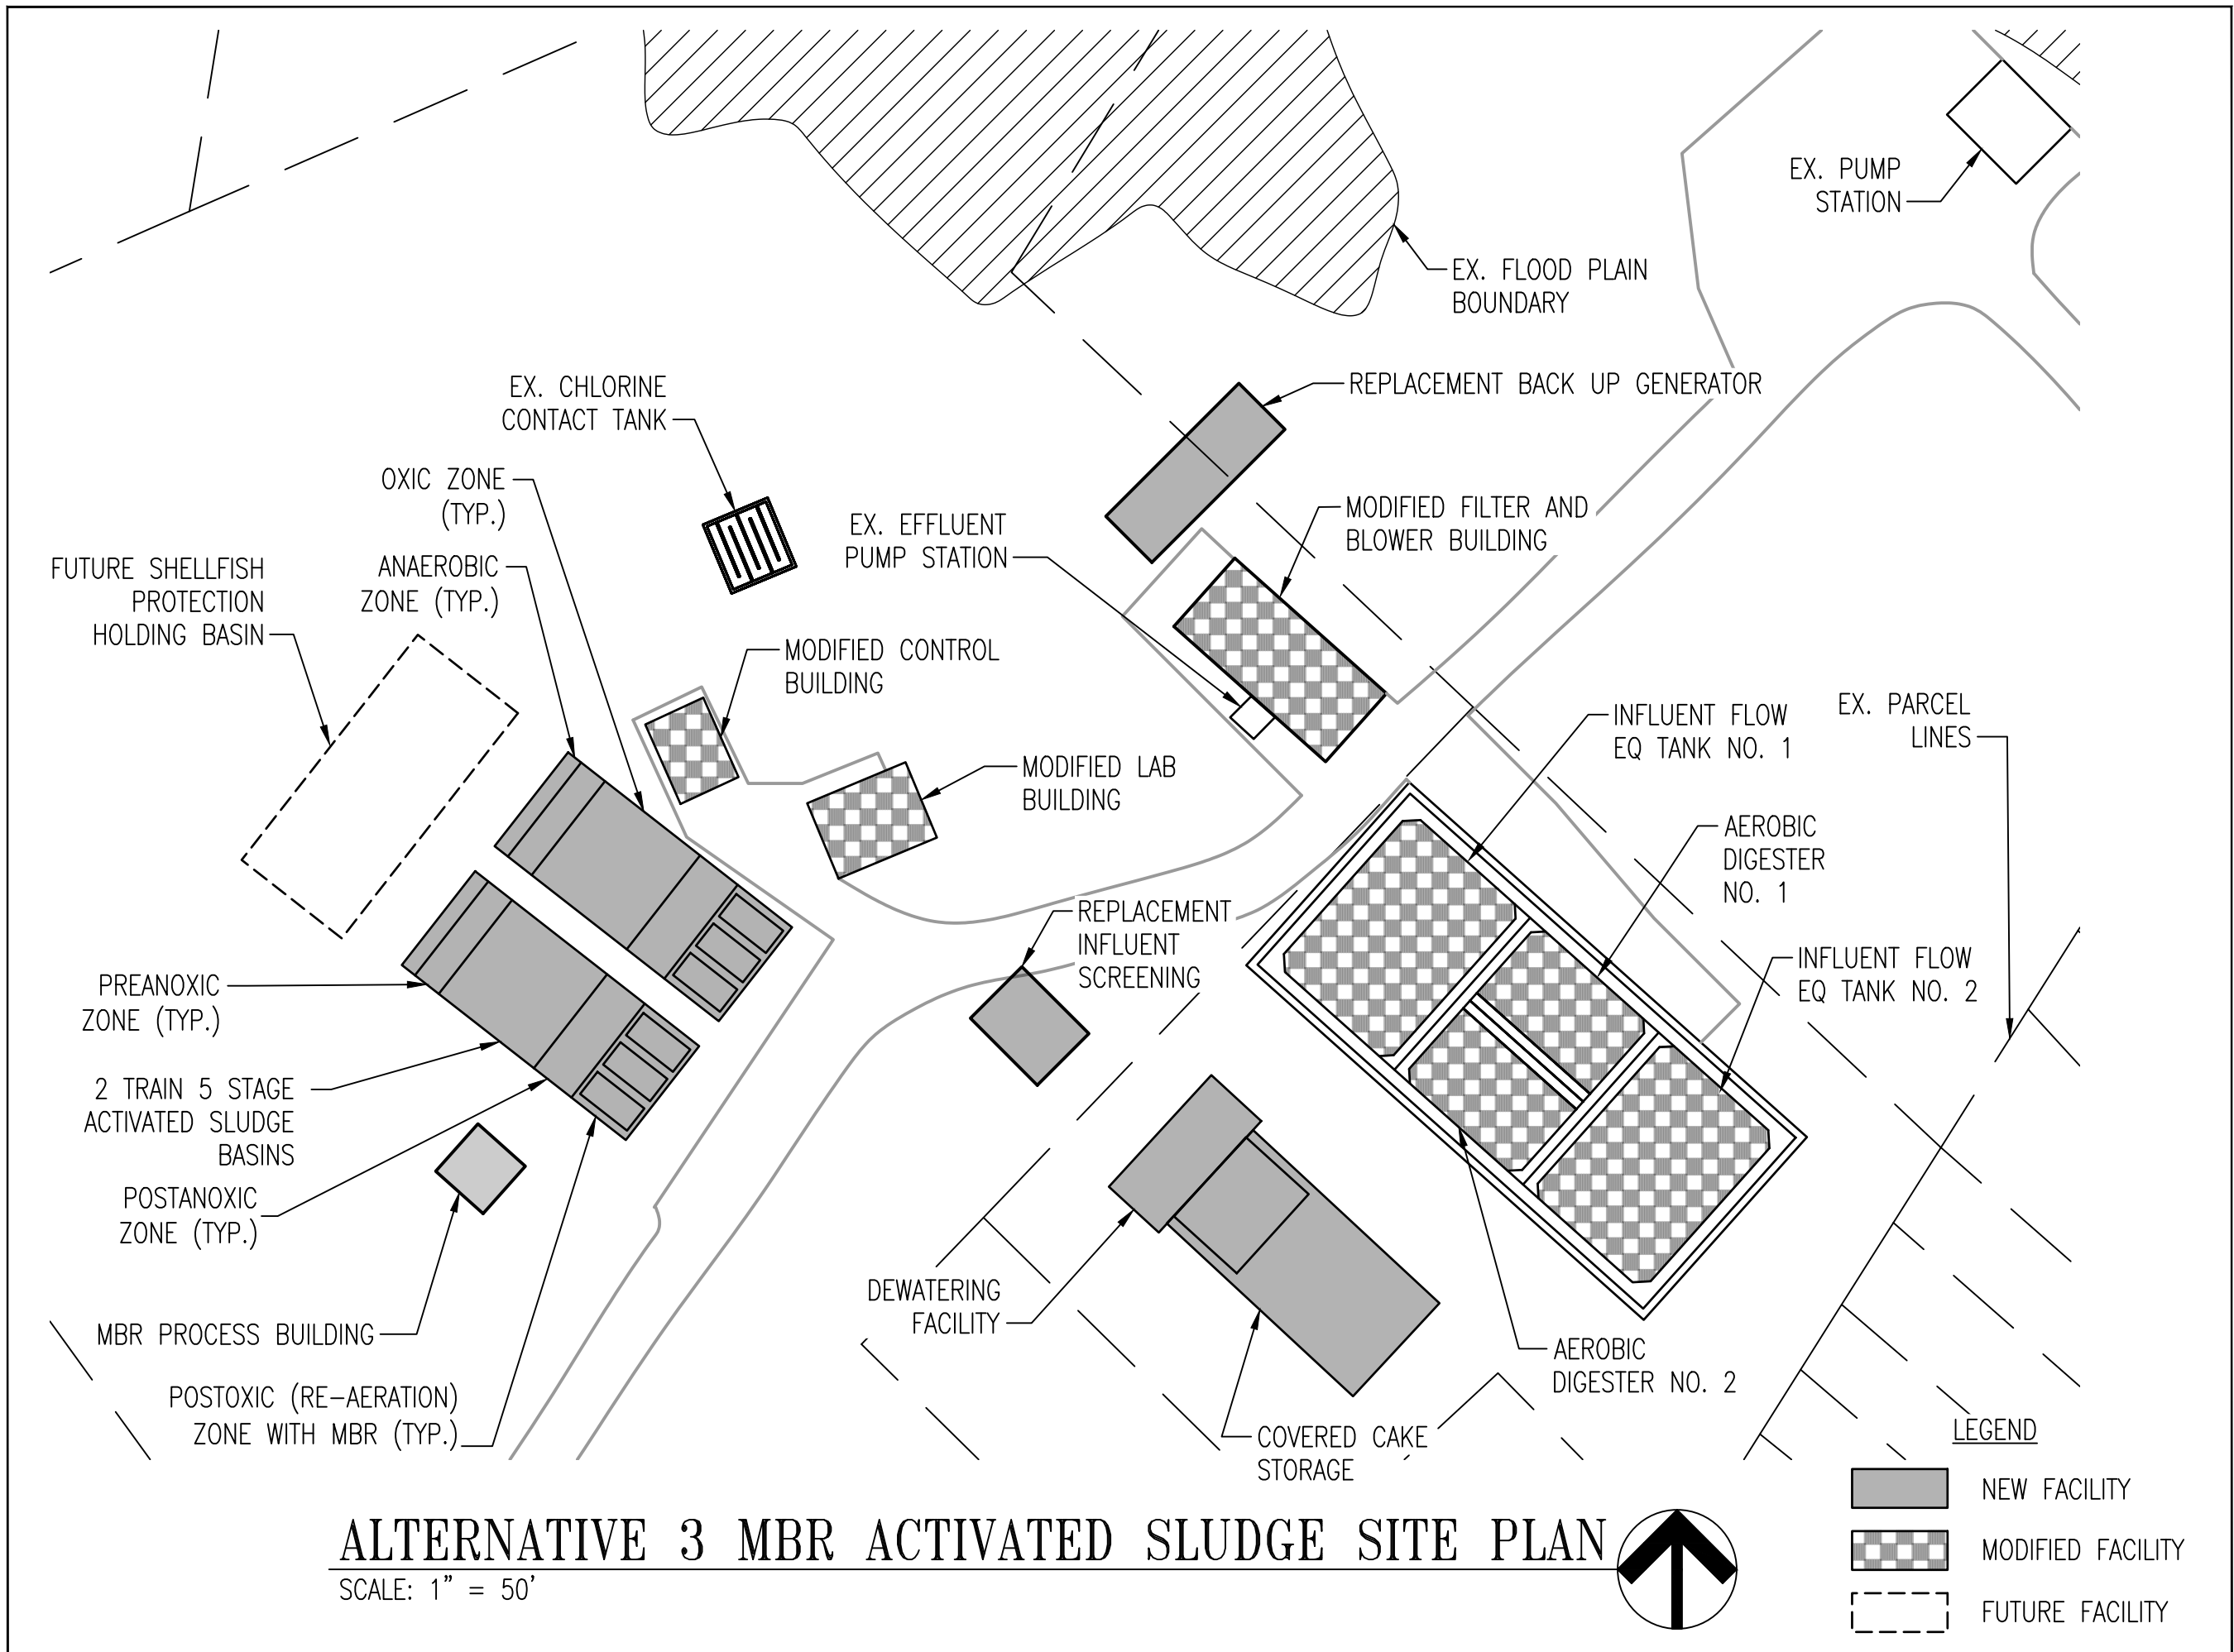 EX. PUMP
STATION
EX. FLOOD PLAIN
BOUNDARY
REPLACEMENT BACK UP GENERATOR
EX. CHLORINE
CONTACT TANK
OXIC ZONE
(TYP.)
MODIFIED FILTER AND
BLOWER BUILDING
EX. EFFLUENT
PUMP STATION
ANAEROBIC
ZONE (TYP.)
FUTURE SHELLFISH
PROTECTION
HOLDING BASIN
MODIFIED CONTROL
BUILDING
EX. PARCEL
LINES
INFLUENT FLOW
EQ TANK NO. 1
MODIFIED LAB
BUILDING
AEROBIC
DIGESTER
NO. 1
REPLACEMENT
INFLUENT
SCREENING
INFLUENT FLOW
EQ TANK NO. 2
PREANOXIC
ZONE (TYP.)
2 TRAIN 5 STAGE
ACTIVATED SLUDGE
BASINS
POSTANOXIC
ZONE (TYP.)
DEWATERING
FACILITY
MBR PROCESS BUILDING
AEROBIC
DIGESTER NO. 2
POSTOXIC (RE-AERATION)
ZONE WITH MBR (TYP.)
COVERED CAKE
STORAGE
LEGEND
NEW FACILITY
MODIFIED FACILITY
FUTURE FACILITY
ALTERNATIVE 3 MBR ACTIVATED SLUDGE SITE PLAN
SCALE: 1" = 50'